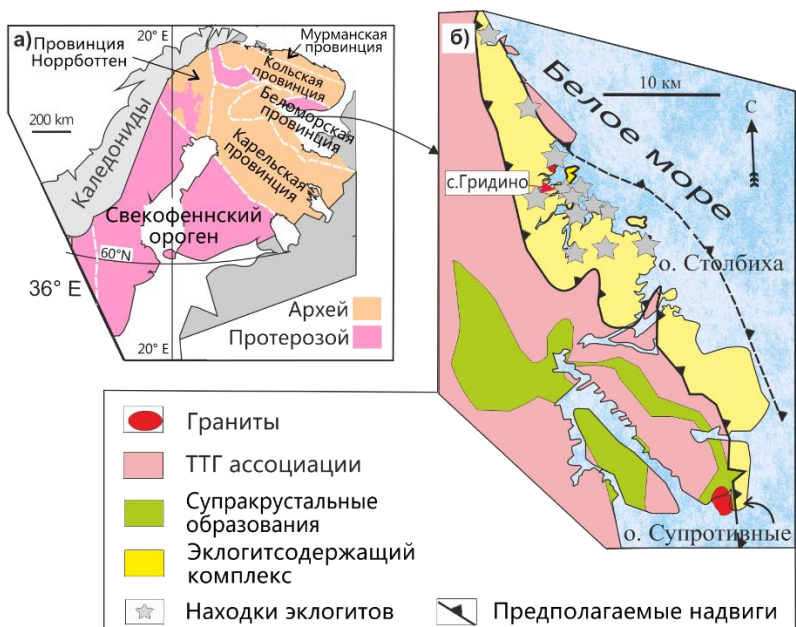 а)
20° E
Мурманская
провинция
Провинция
Норрботтен
Кольская
провинция
Беломорская
провинция
200 km
Каледониды
Карельская
провинция
Свекофеннский
ороген
60°N
36° E
Архей
Протерозой
20° E
б)
10 км
Белое море
С
с.Гридино
о. Столбиха
о. Супротивные
Граниты
ТТГ ассоциации
Супракрустальные
образования
Эклогитсодержащий
комплекс
Находки эклогитов
Предполагаемые надвиги